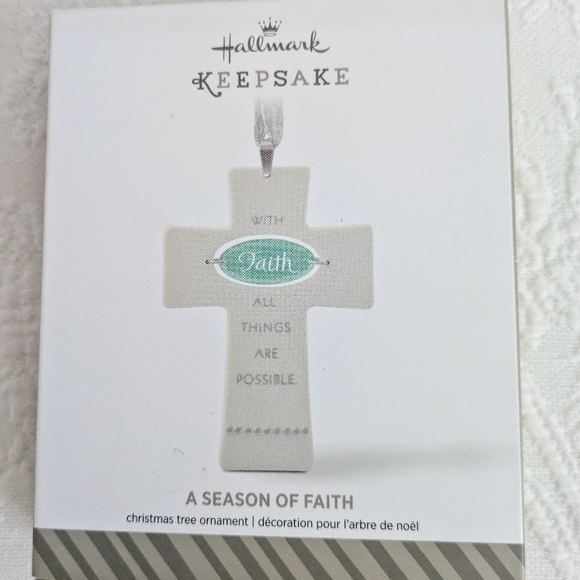 Hallmark
KEEPSAKE
WITH
Faith
ALL
THINGS
ARE
POSSIBLE.
A SEASON OF FAITH
christmas tree ornament | décoration pour l'arbre de noël